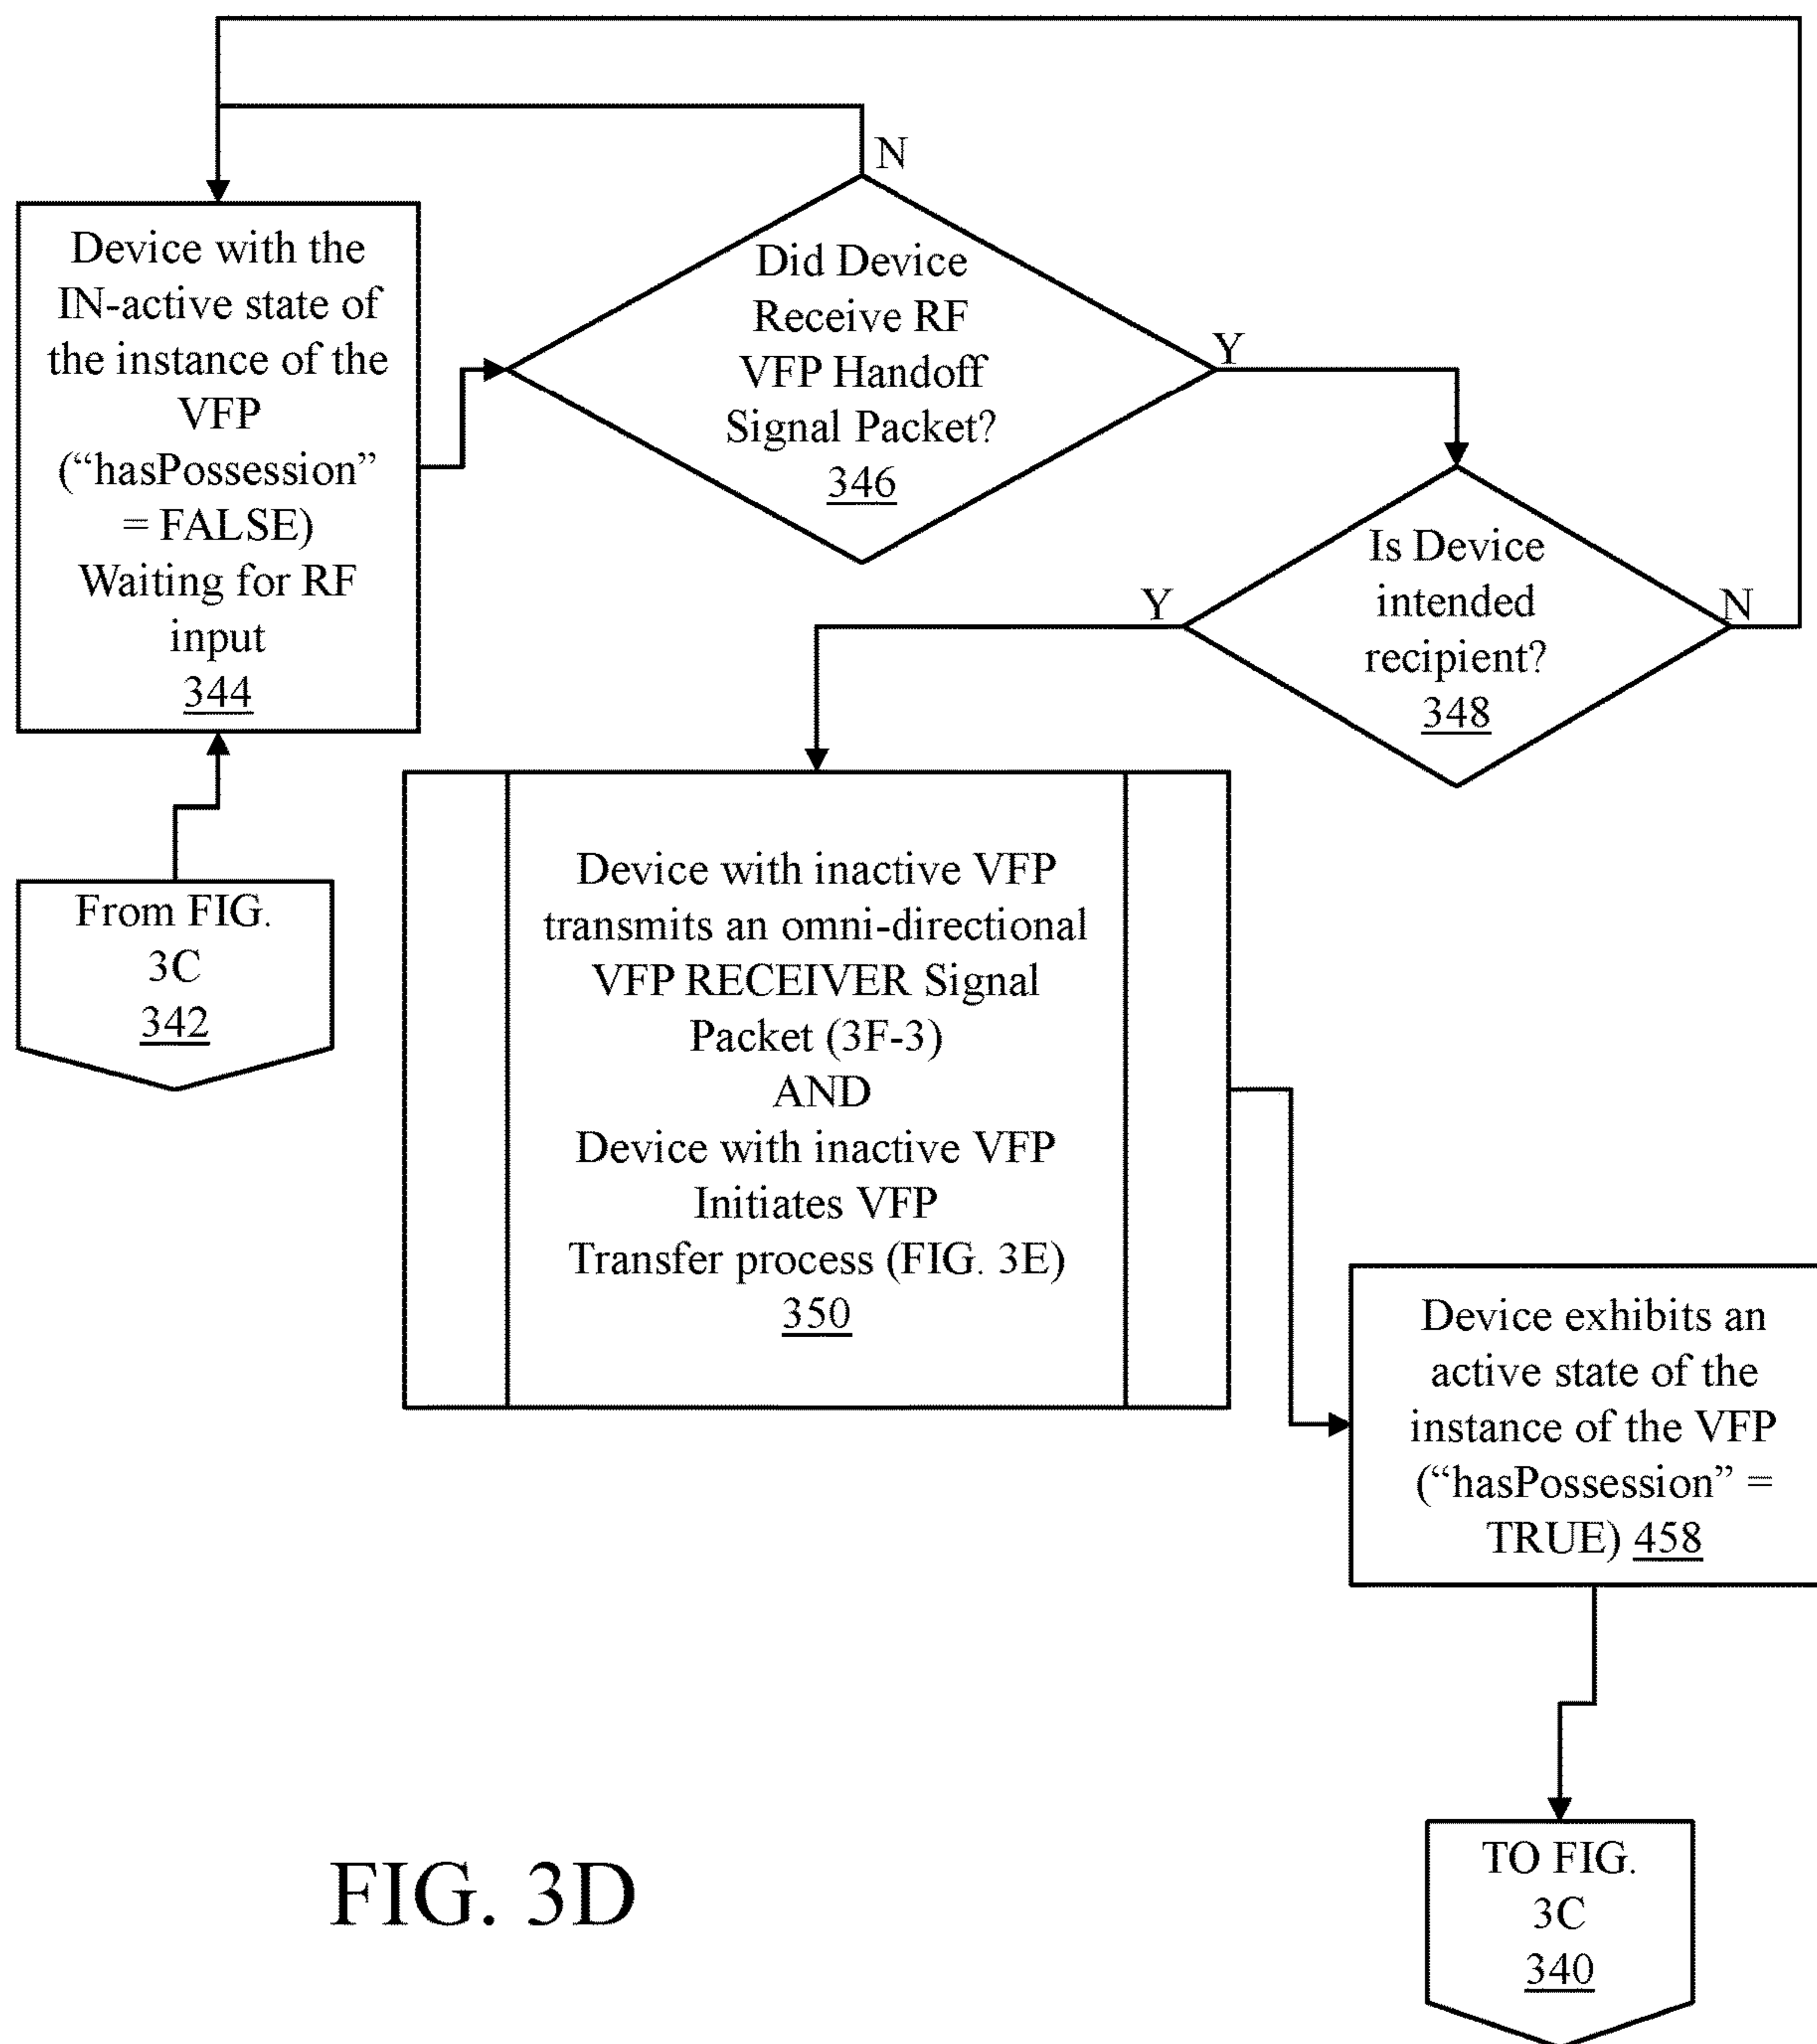 N
Device with the
IN-active state of
the instance of the
VFP
(“hasPossession”
= FALSE)
Waiting for RF
input
344
Did Device
Receive RF
VFP Handoff
Signal Packet?
346
Y
Is Device
intended
recipient?
348
Y
N
From FIG.
3C
342
Device with inactive VFP
transmits an omni-directional
VFP RECEIVER Signal
Packet (3F-3)
AND
Device with inactive VFP
Initiates VFP
Transfer process (FIG. 3E)
350
Device exhibits an
active state of the
instance of the VFP
(“hasPossession” =
TRUE) 458
TO FIG.
3C
340
FIG. 3D